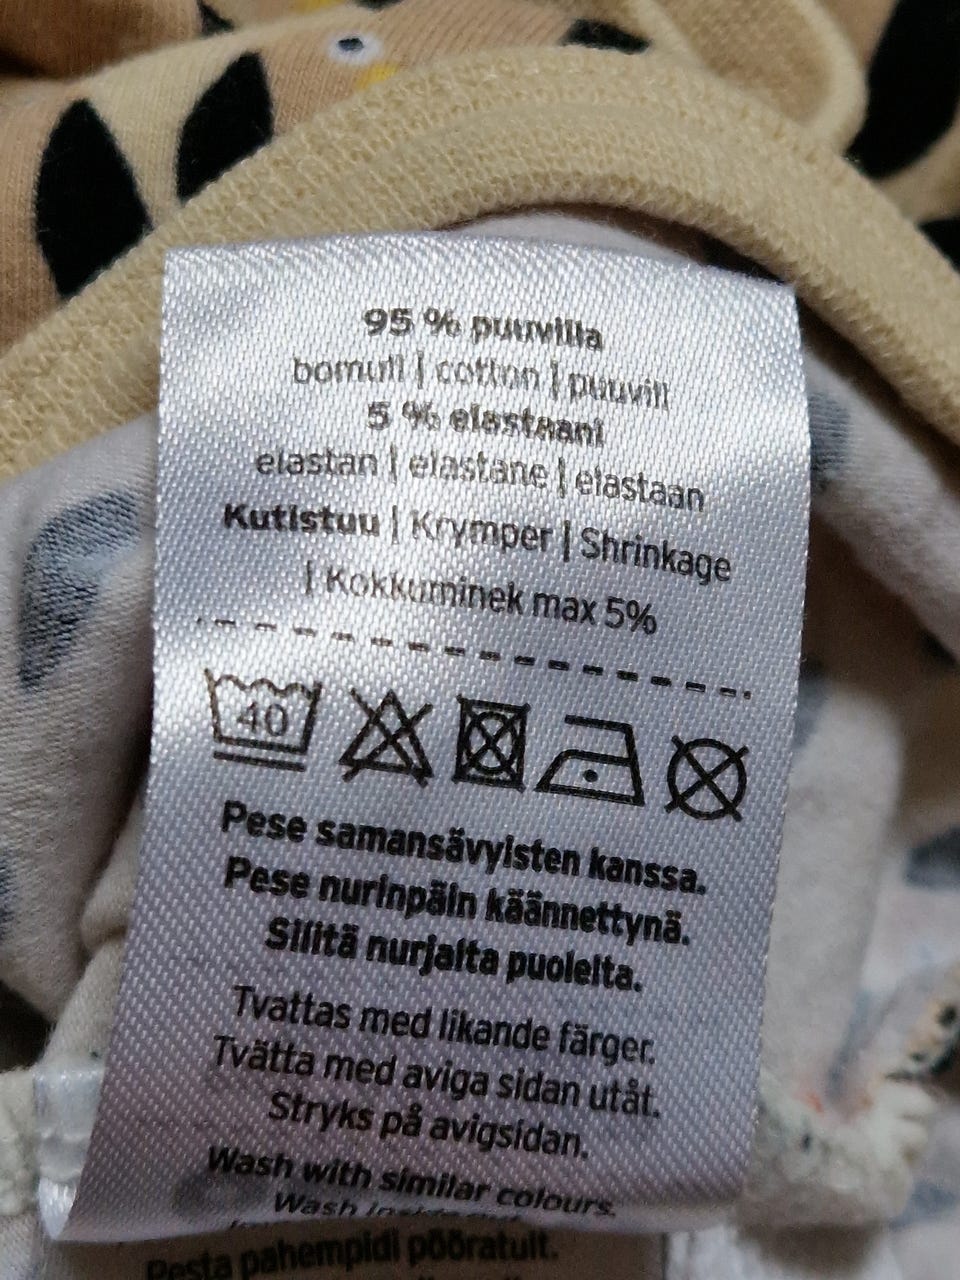 95 % puuvilla
bomull | cotton | puuvill
5 % elastaani
elastan | elastane | elastaan
Kutistuu | Krymper | Shrinkage
| Kokkuminek max 5%
40
Pese samansävyisten kanssa.
Pese nurinpäin käännettynä.
Silitä nurjalta puolelta.
Tvättas med likande färger.
Tvätta med aviga sidan utåt.
Stryks på avigsidan.
Wash with similar colours.
Wash
Pesta pahempidi pööratult.